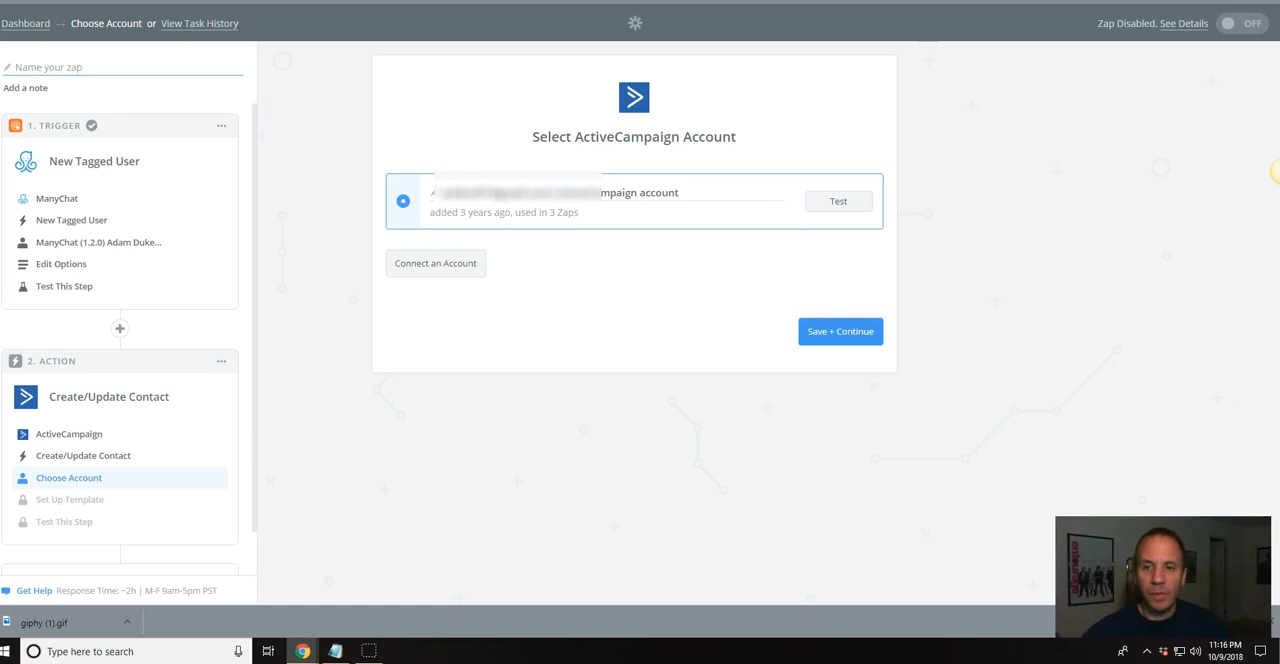 Dashboard → Choose Account or View Task History
Zap Disabled. See Details OFF
Name your zap
Add a note
1. TRIGGER
New Tagged User
ManyChat
New Tagged User
ManyChat (1.2.0) Adam Duke...
Edit Options
Test This Step
2. ACTION
Create/Update Contact
ActiveCampaign
Create/Update Contact
Choose Account
Set Up Template
Test This Step
Get Help Response Time: ~2h | M-F 9am-5pm PST
Select ActiveCampaign Account
mpaign account
added 3 years ago, used in 3 Zaps
Test
Connect an Account
Save + Continue
giphy (1).gif
Type here to search
11:16 PM
10/9/2018